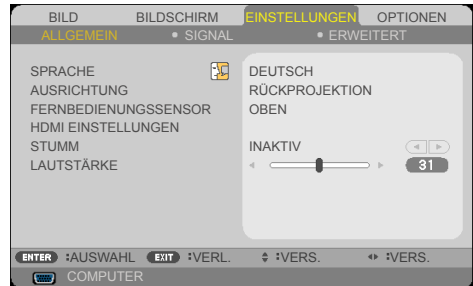 BILD BILDSCHIRM EINSTELLUNGEN OPTIONEN
ALLGEMEIN • SIGNAL • ERWEITERT
SPRACHE DEUTSCH
AUSRICHTUNG RÜCKPROJEKTION
FERNBEDIENUNGSSENSOR OBEN
HDMI EINSTELLUNGEN
STUMM INAKTIV
LAUTSTÄRKE 31
ENTER :AUSWAHL EXIT :VERL. :VERS. :VERS.
COMPUTER